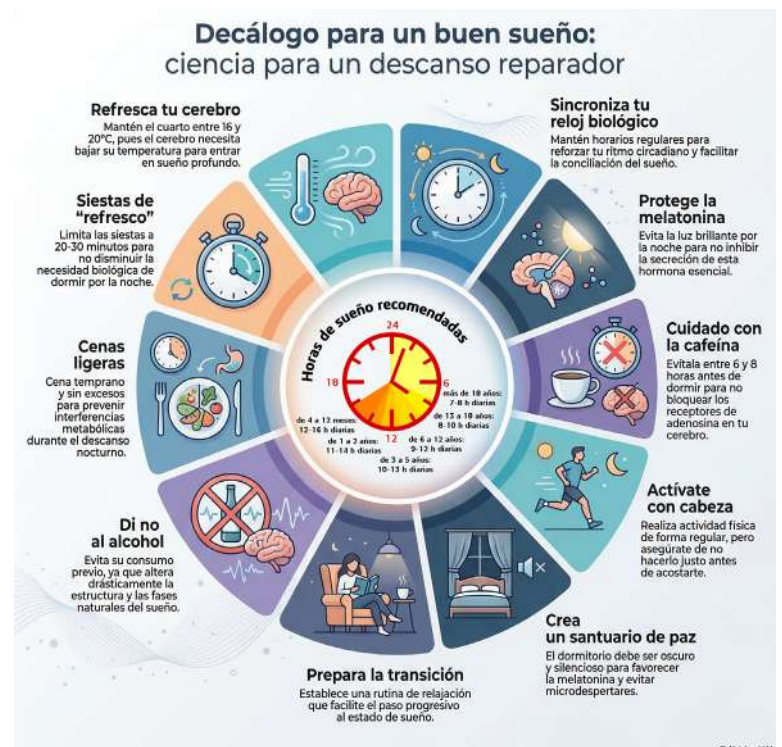 Decálogo para un buen sueño:
ciencia para un descanso reparador
Refresca tu cerebro
Mantén el cuarto entre 16 y
20°C, pues el cerebro necesita
bajar su temperatura para entrar
en sueño profundo.
Sincroniza tu
reloj biológico
Mantén horarios regulares para
reforzar tu ritmo circadiano y facilitar
la conciliación del sueño.
Siestas de
“refresco”
Limita las siestas a
20-30 minutos para
no disminuir la
necesidad biológica de
dormir por la noche.
Protege la
melatonina
Evita la luz brillante por
la noche para no inhibir
la secreción de esta
hormona esencial.
Cenas
ligeras
Cena temprano
y sin excesos
para prevenir
interferencias
metabólicas
durante el descanso
nocturno.
Cuidado con
la cafeína
Evítala entre 6 y 8
horas antes de
dormir para no
bloquear los
receptores de
adenosina en tu
cerebro.
Horas de sueño recomendadas
24
18
6
12
más de 18 años:
7-8 h diarias
de 13 a 18 años:
8-10 h diarias
de 6 a 12 años:
9-12 h diarias
de 3 a 5 años:
10-13 h diarias
de 1 a 2 años:
11-14 h diarias
de 4 a 12 meses:
12-16 h diarias
Di no
al alcohol
Evita su consumo
previo, ya que altera
drásticamente la
estructura y las fases
naturales del sueño.
Actívate
con cabeza
Realiza actividad física
de forma regular, pero
asegúrate de no
hacerlo justo antes
de acostarte.
Prepara la transición
Establece una rutina de relajación
que facilite el paso progresivo
al estado de sueño.
Crea
un santuario de paz
El dormitorio debe ser oscuro
y silencioso para favorecer
la melatonina y evitar
microdespertares.